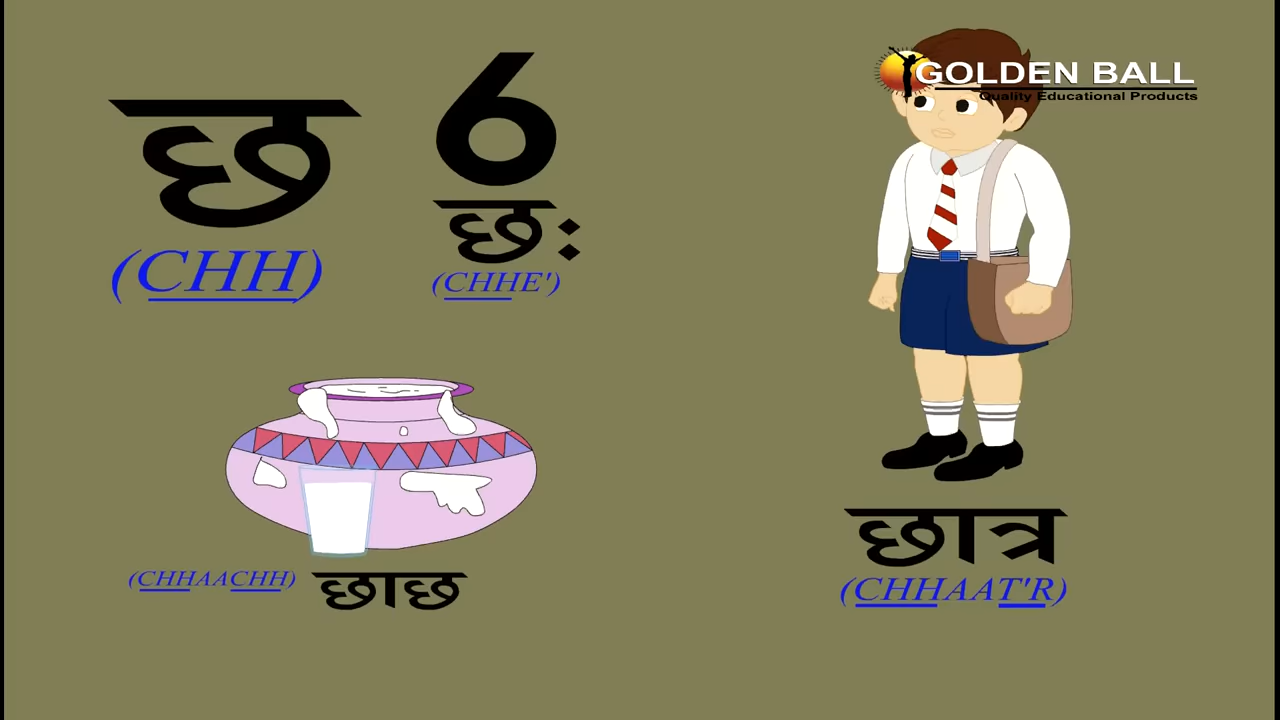 छ
(CHH)
6
छः
(CHHE')
GOLDEN BALL
Quality Educational Products
(CHHAACHH) छाछ
छात्र
(CHHAAT'R)